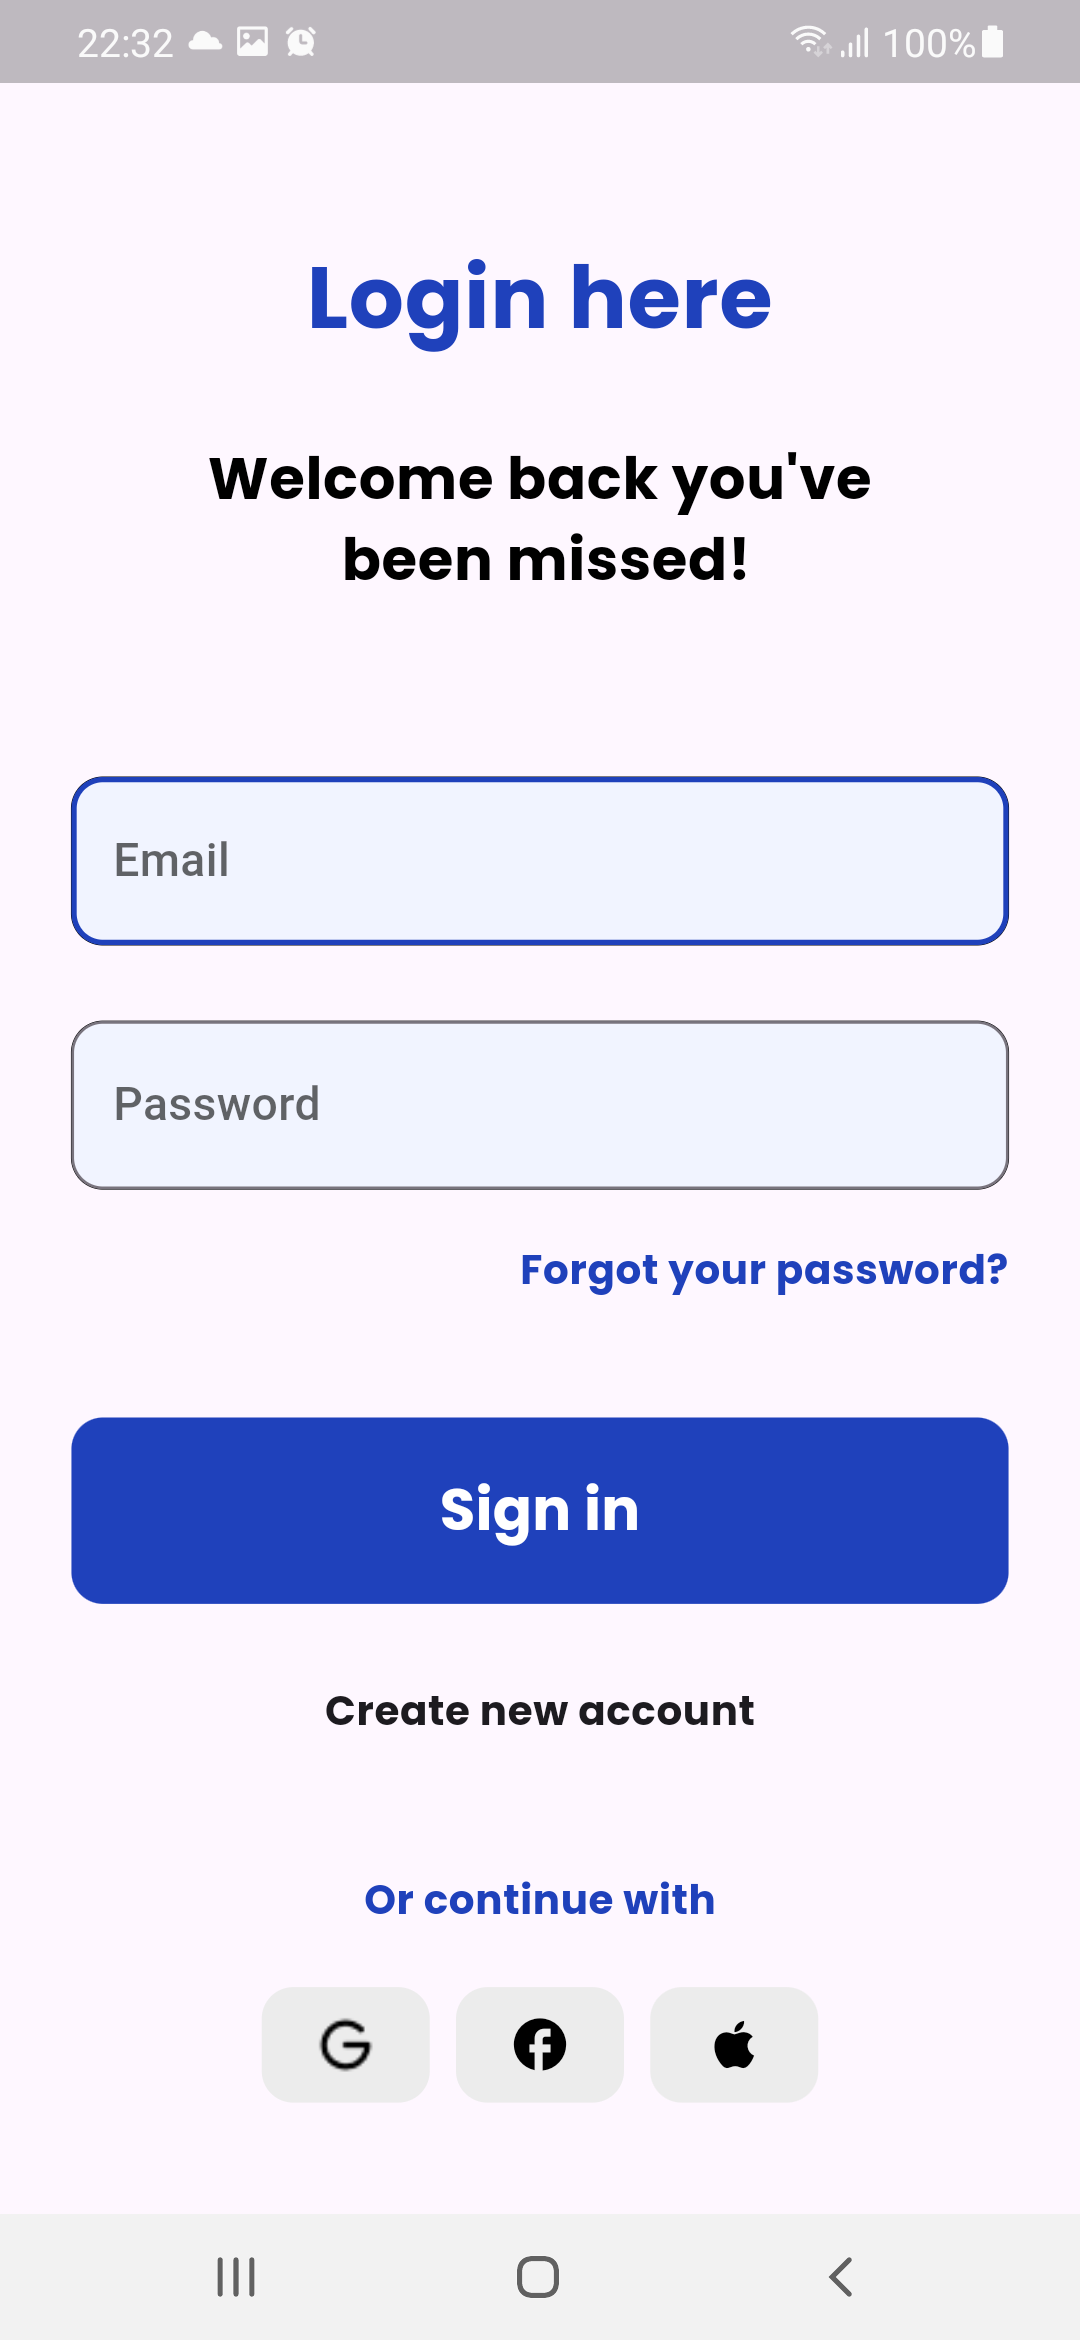 22:32 100%
Login here
Welcome back you've
been missed!
Email
Password
Forgot your password?
Sign in
Create new account
Or continue with